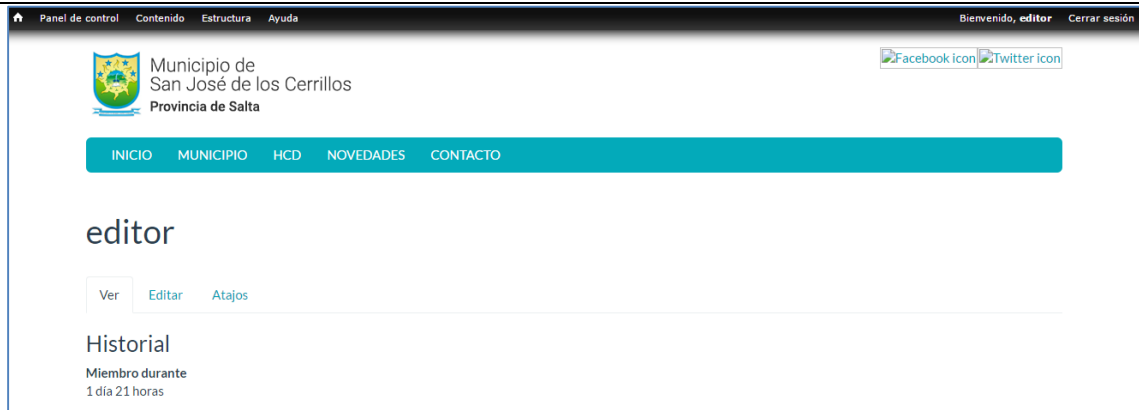 Panel de control Contenido Estructura Ayuda Bienvenido, editor Cerrar sesión
Municipio de
San José de los Cerrillos
Provincia de Salta
Facebook icon Twitter icon
INICIO MUNICIPIO HCD NOVEDADES CONTACTO
editor
Ver Editar Atajos
Historial
Miembro durante
1 día 21 horas